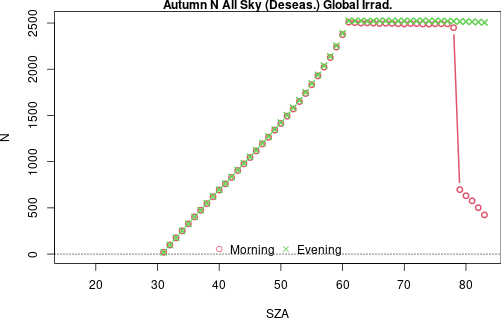 Autumn N All Sky (Deseas.) Global Irrad.
N
2500
2000
1500
1000
500
0
Morning Evening
20 30 40 50 60 70 80
SZA